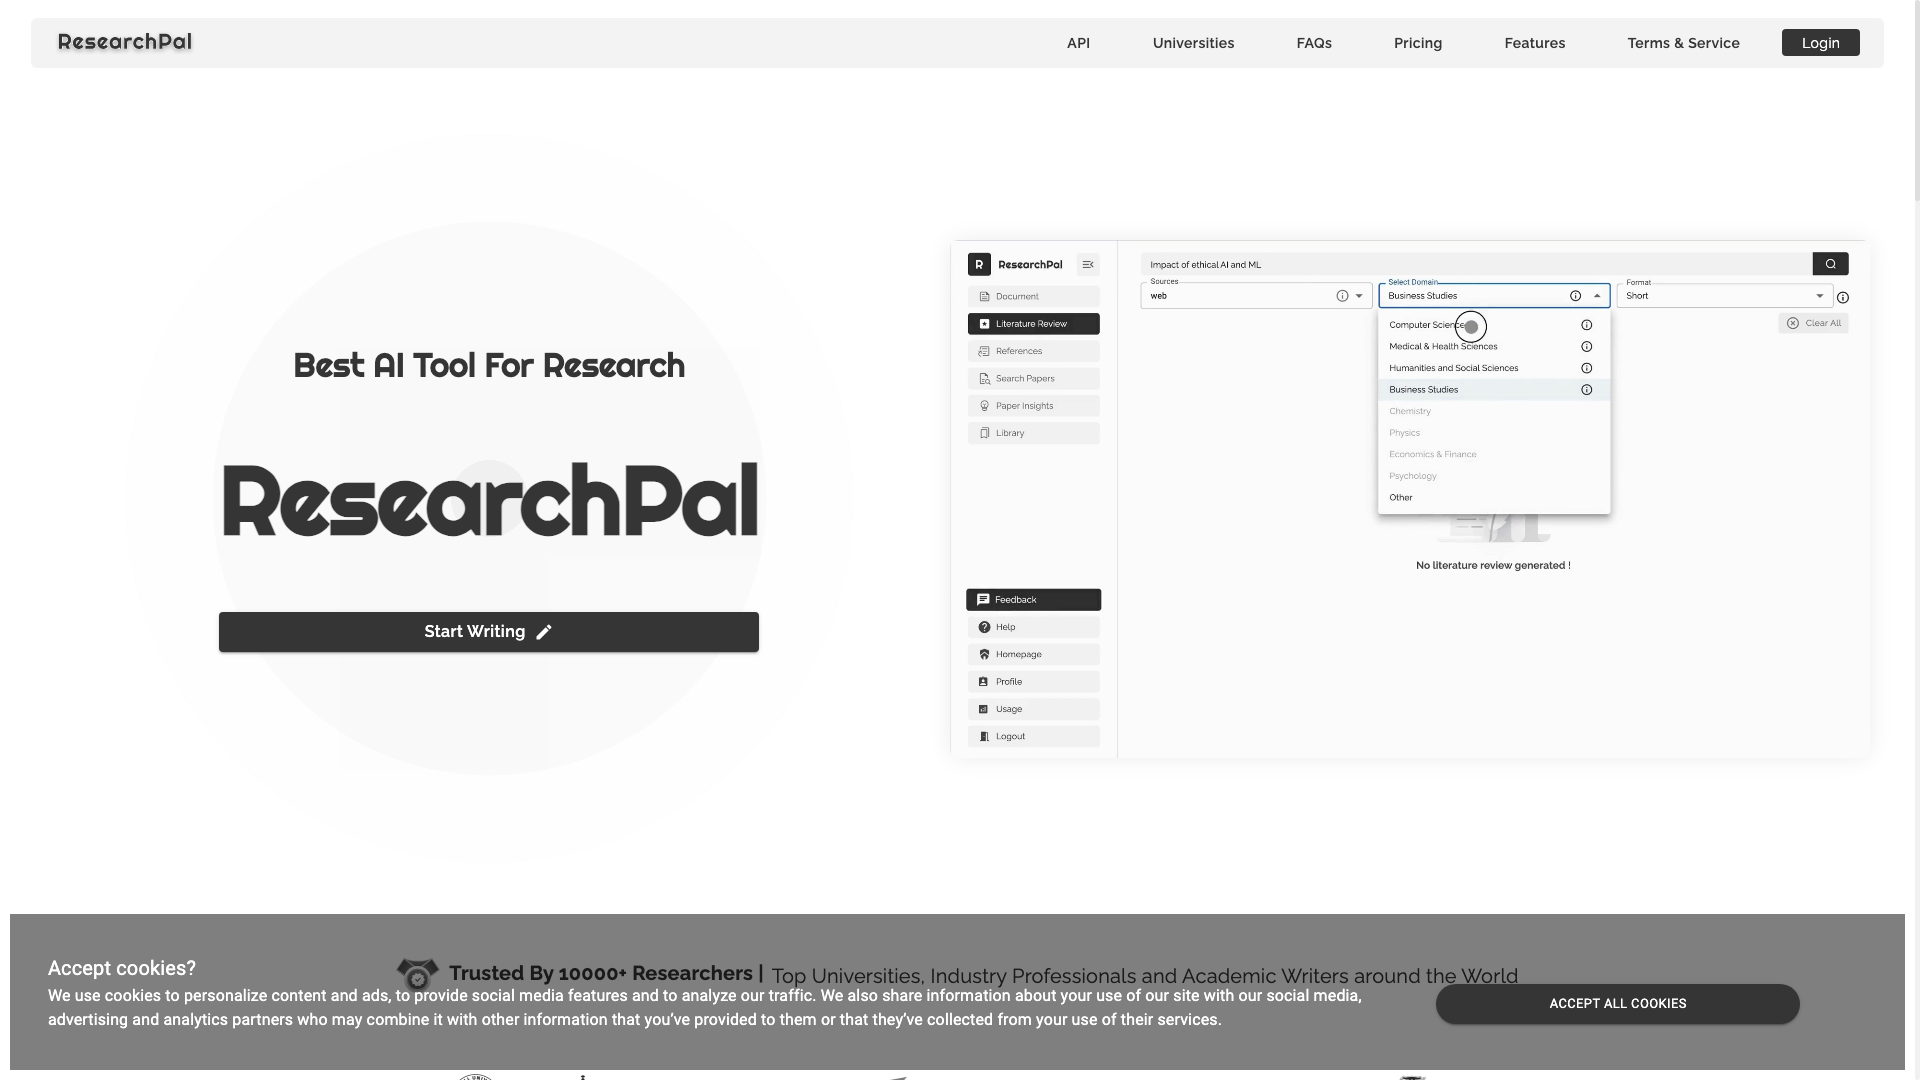 ResearchPal
API
Universities
FAQs
Pricing
Features
Terms & Service
Login
Best AI Tool For Research
ResearchPal
Start Writing
R ResearchPal
Document
Literature Review
References
Search Papers
Paper Insights
Library
Feedback
Help
Homepage
Profile
Usage
Logout
Impact of ethical AI and ML
Sources
web
Select Domain
Business Studies
Format
Short
Clear All
Computer Science
Medical & Health Sciences
Humanities and Social Sciences
Business Studies
Chemistry
Physics
Economics & Finance
Psychology
Other
No literature review generated !
Trusted By 10000+ Researchers | Top Universities, Industry Professionals and Academic Writers around the World
Accept cookies?
We use cookies to personalize content and ads, to provide social media features and to analyze our traffic. We also share information about your use of our site with our social media,
advertising and analytics partners who may combine it with other information that you've provided to them or that they've collected from your use of their services.
ACCEPT ALL COOKIES